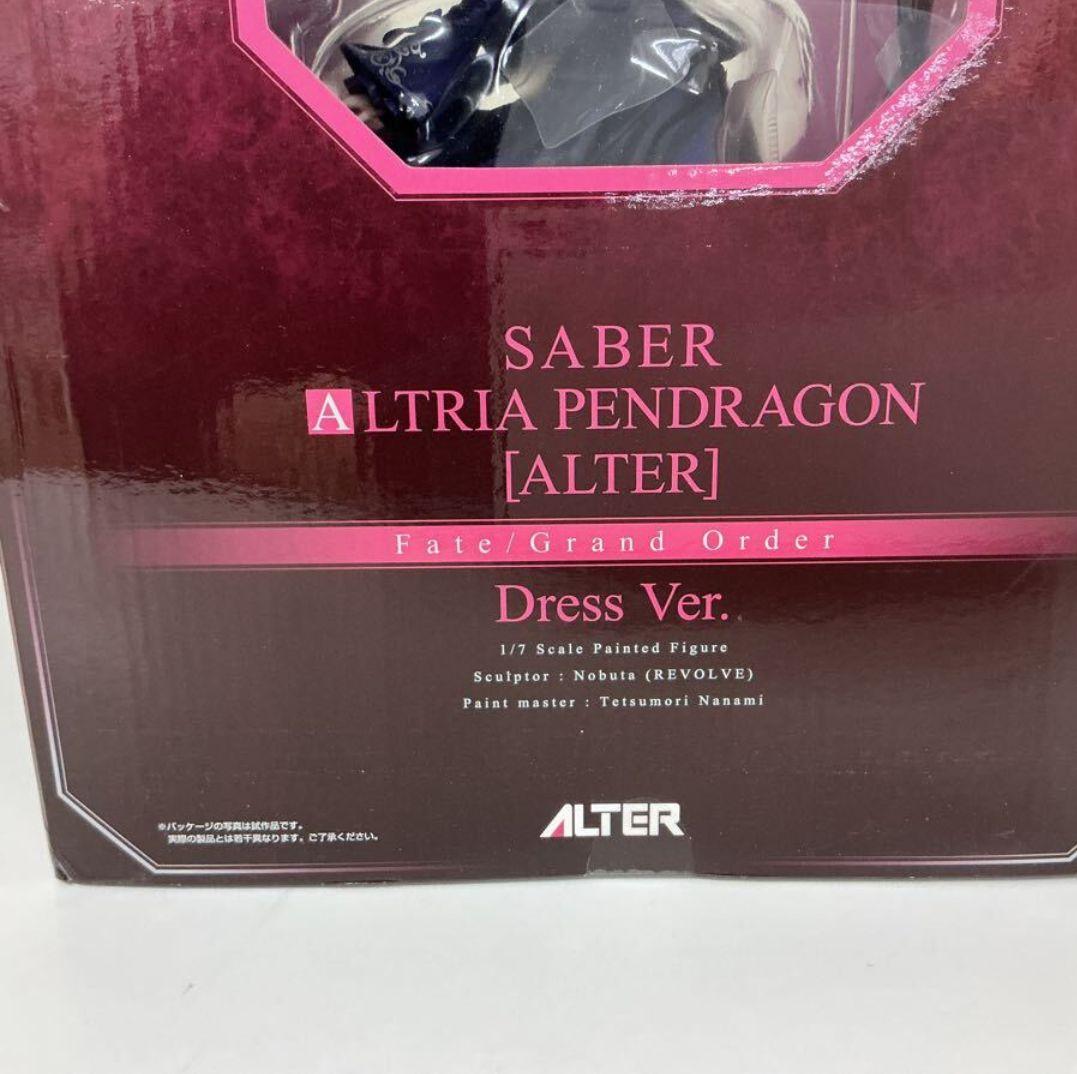 SABER
ALTRIA PENDRAGON
[ALTER]
Fate/Grand Order
Dress Ver.
1/7 Scale Painted Figure
Sculptor : Nobuta (REVOLVE)
Paint master : Tetsumori Nanami
※パッケージの写真は試作品です。
実際の製品とは若干異なります。ご了承ください。
ALTER